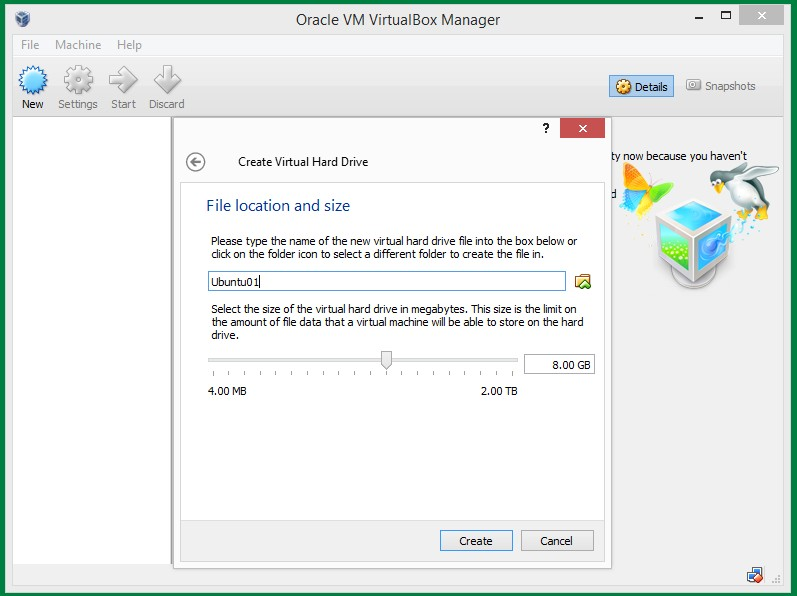 Oracle VM VirtualBox Manager
File Machine Help
New Settings Start Discard
Details Snapshots
?
Create Virtual Hard Drive
ty now because you haven't
File location and size
d
Please type the name of the new virtual hard drive file into the box below or
click on the folder icon to select a different folder to create the file in.
Ubuntu01
Select the size of the virtual hard drive in megabytes. This size is the limit on
the amount of file data that a virtual machine will be able to store on the hard
drive.
8.00 GB
4.00 MB 2.00 TB
Create Cancel